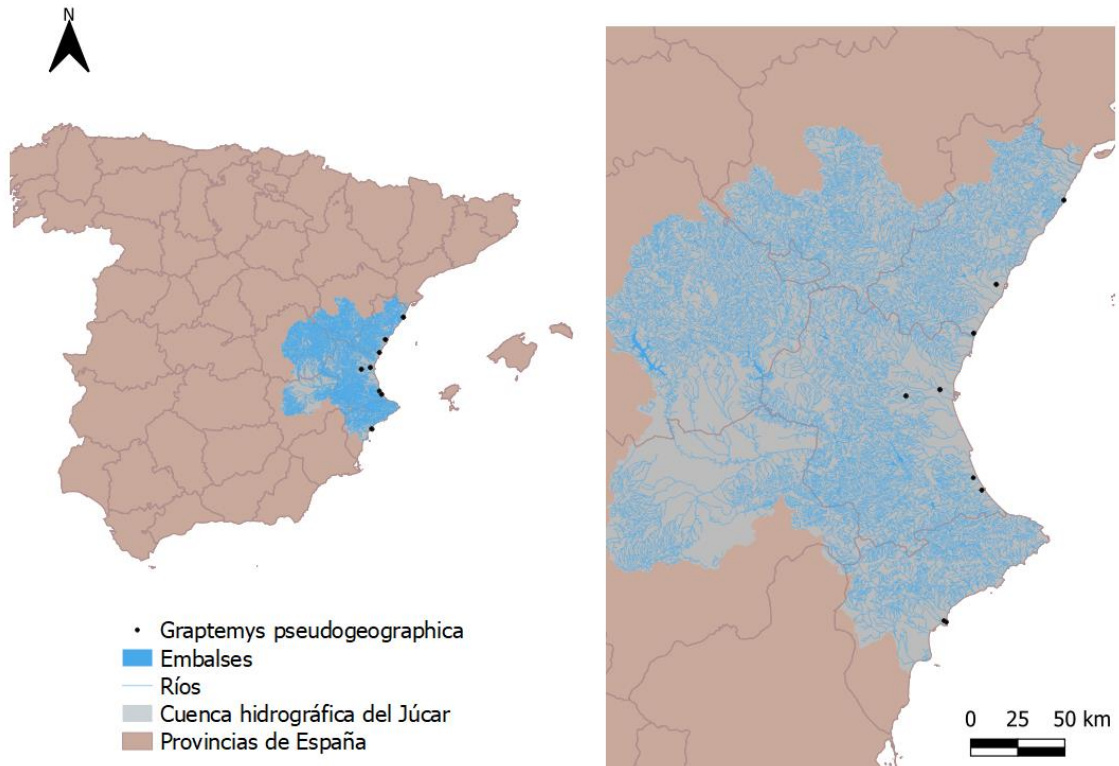 N
Graptemys pseudogeographica
Embalses
Ríos
Cuenca hidrográfica del Júcar
Provincias de España
0 25 50 km